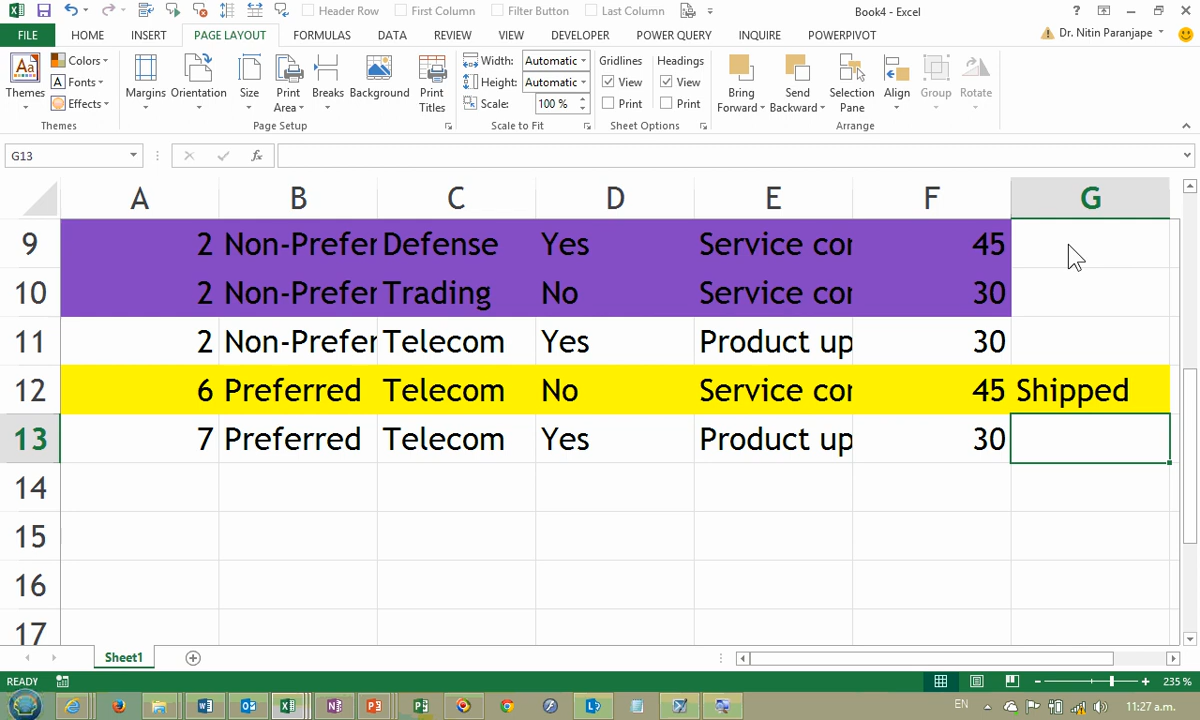 Header Row First Column Filter Button Last Column Book4 - Excel ?
FILE HOME INSERT PAGE LAYOUT FORMULAS DATA REVIEW VIEW DEVELOPER POWER QUERY INQUIRE POWERPIVOT Dr. Nitin Paranjape
Aa Colors Width: Automatic Gridlines Headings
A Fonts Height: Automatic View View
Themes Effects Margins Orientation Size Print Area Breaks Background Print Titles Scale: 100 % Print Print Bring Forward Send Backward Selection Pane Align Group Rotate
Themes Page Setup Scale to Fit Sheet Options Arrange
G13 fx
A B C D E F G
9 2 Non-Prefer Defense Yes Service cor 45
10 2 Non-Prefer Trading No Service cor 30
11 2 Non-Prefer Telecom Yes Product up 30
12 6 Preferred Telecom No Service cor 45 Shipped
13 7 Preferred Telecom Yes Product up 30
14
15
16
17
Sheet1
READY 235 %
EN 11:27 a.m.